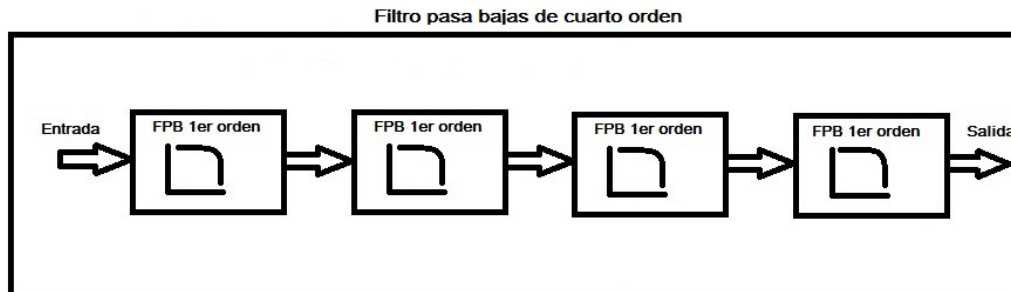 Filtro pasa bajas de cuarto orden
Entrada
FPB 1er orden
FPB 1er orden
FPB 1er orden
FPB 1er orden
Salida